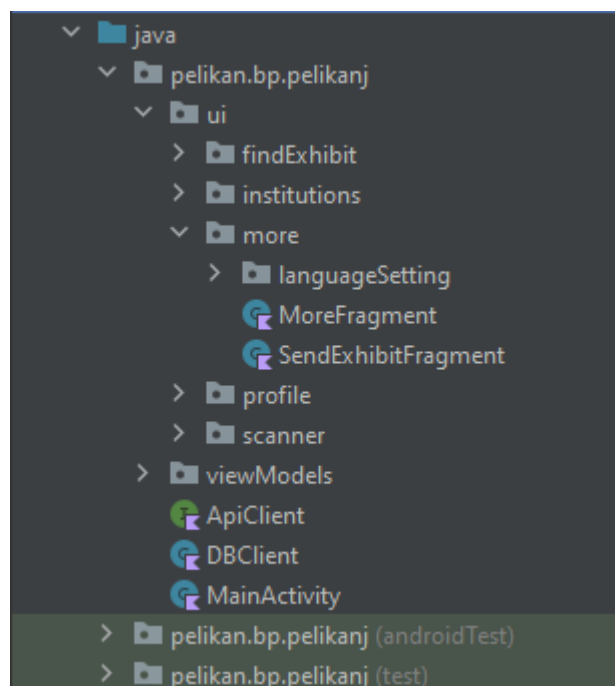 java
pelikan.bp.pelikanj
ui
findExhibit
institutions
more
languageSetting
MoreFragment
SendExhibitFragment
profile
scanner
viewModels
ApiClient
DBClient
MainActivity
pelikan.bp.pelikanj (androidTest)
pelikan.bp.pelikanj (test)